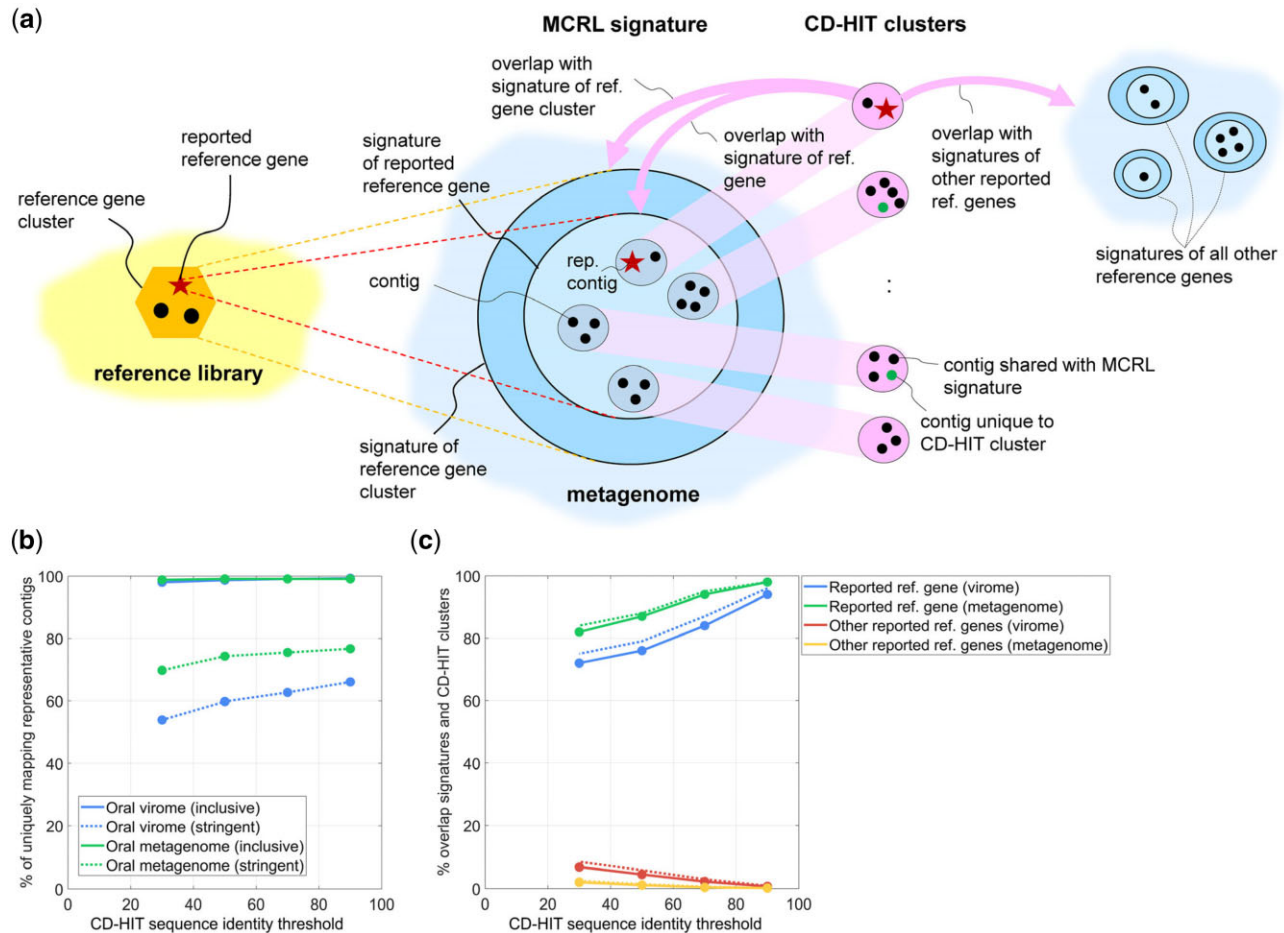 (a)
MCRL signature
CD-HIT clusters
overlap with
signature of ref.
gene cluster
signature
of reported
reference gene
reported
reference gene
reference gene
cluster
overlap with
signature of ref.
gene
overlap with
signatures of
other reported
ref. genes
signatures of all other
reference genes
rep.
contig
contig
:
reference library
contig shared with MCRL
signature
contig unique to
CD-HIT cluster
signature of
reference gene
cluster
metagenome
(b)
% of uniquely mapping representative contigs
100
80
60
40
20
0
Oral virome (inclusive)
Oral virome (stringent)
Oral metagenome (inclusive)
Oral metagenome (stringent)
0 20 40 60 80 100
CD-HIT sequence identity threshold
(c)
% overlap signatures and CD-HIT clusters
100
80
60
40
20
0
0 20 40 60 80 100
CD-HIT sequence identity threshold
Reported ref. gene (virome)
Reported ref. gene (metagenome)
Other reported ref. genes (virome)
Other reported ref. genes (metagenome)